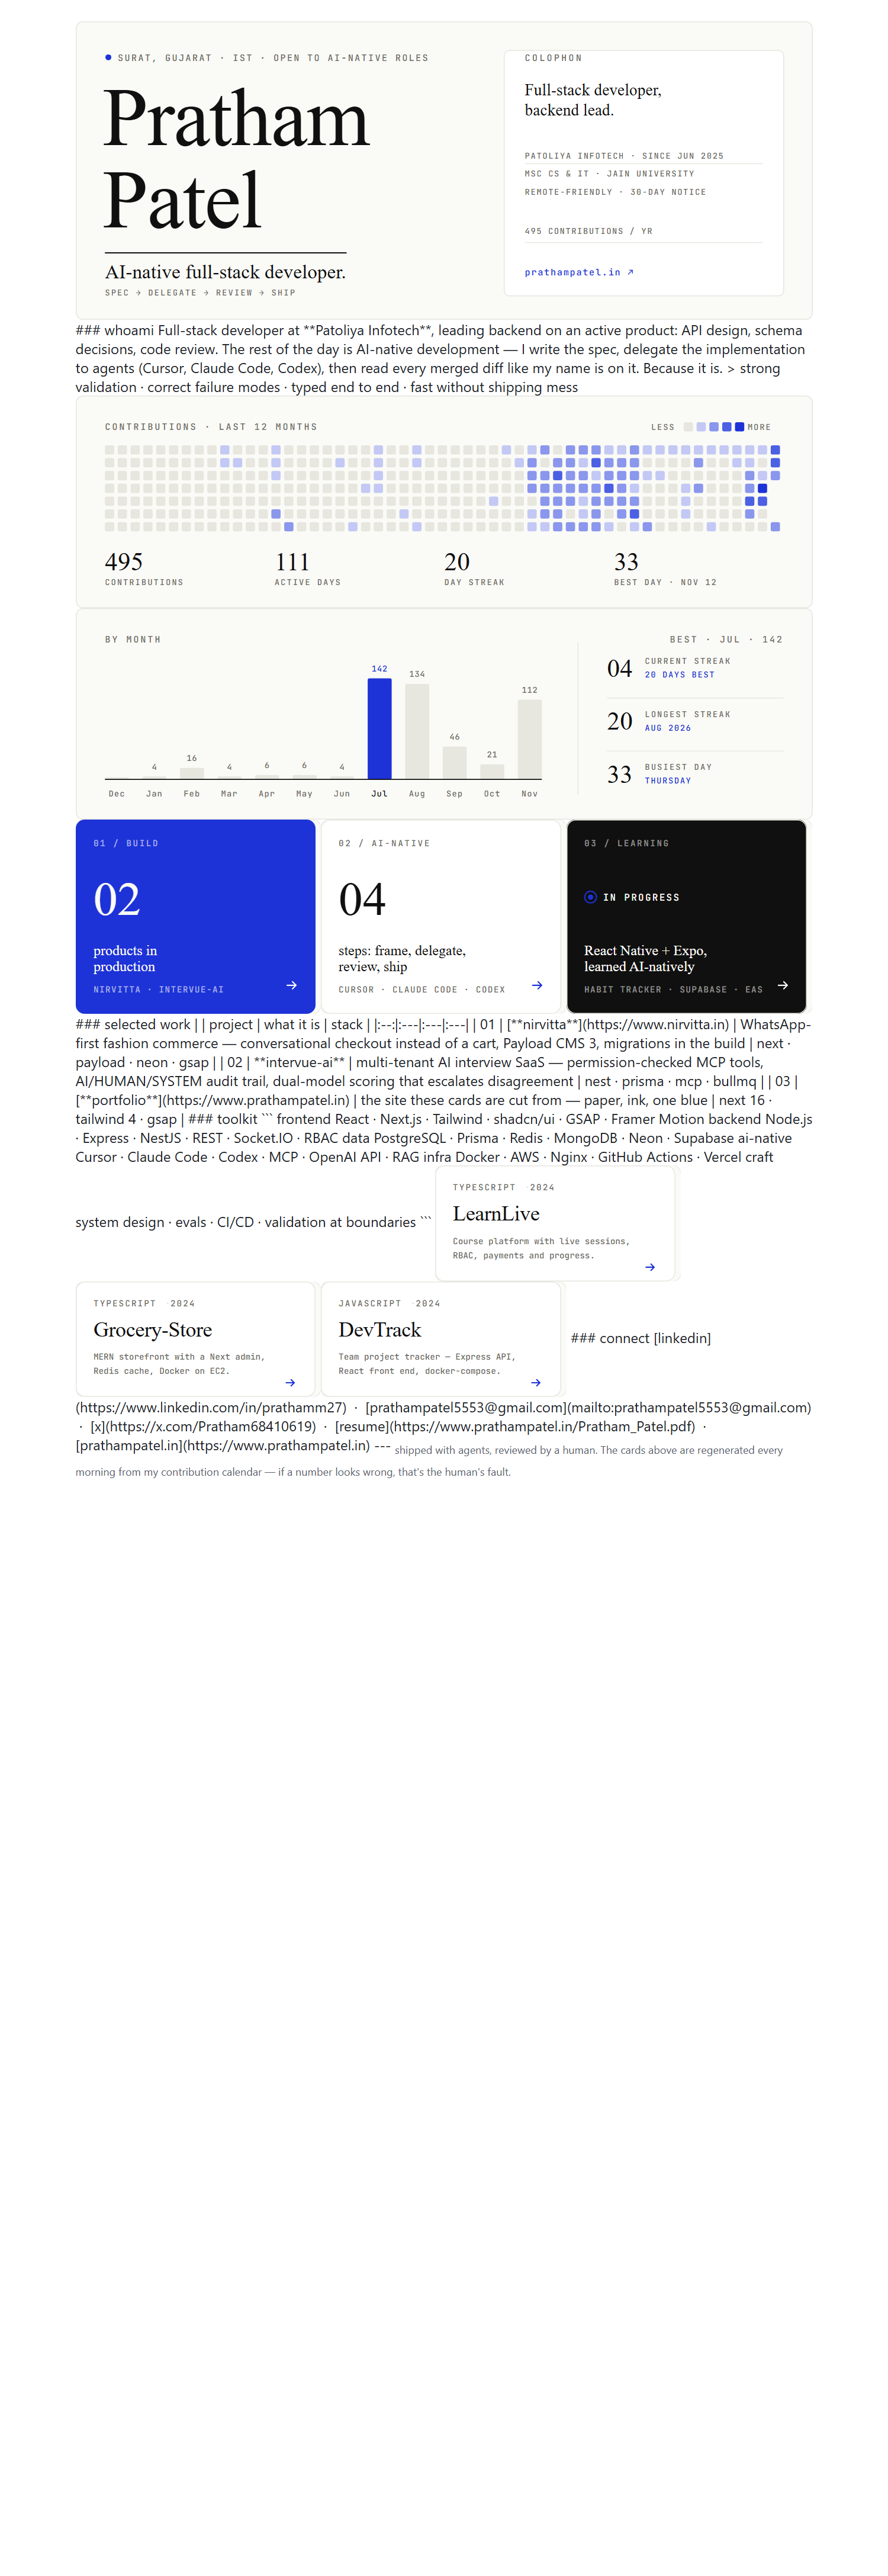 SURAT, GUJARAT · IST · OPEN TO AI-NATIVE ROLES
Pratham
Patel
AI-native full-stack developer.
SPEC → DELEGATE → REVIEW → SHIP
COLOPHON
Full-stack developer,
backend lead.
PATOLIYA INFOTECH · SINCE JUN 2025
MSC CS & IT · JAIN UNIVERSITY
REMOTE-FRIENDLY · 30-DAY NOTICE
495 CONTRIBUTIONS / YR
prathampatel.in ↗
### whoami Full-stack developer at **Patoliya Infotech**, leading backend on an active product: API design, schema
decisions, code review. The rest of the day is AI-native development — I write the spec, delegate the implementation
to agents (Cursor, Claude Code, Codex), then read every merged diff like my name is on it. Because it is. > strong
validation · correct failure modes · typed end to end · fast without shipping mess
CONTRIBUTIONS · LAST 12 MONTHS
LESS MORE
495 111 20 33
CONTRIBUTIONS ACTIVE DAYS DAY STREAK BEST DAY · NOV 12
BY MONTH
BEST · JUL · 142
4 16 4 6 6 4 142 134 46 21 112
Dec Jan Feb Mar Apr May Jun Jul Aug Sep Oct Nov
04 CURRENT STREAK
20 DAYS BEST
20 LONGEST STREAK
AUG 2026
33 BUSIEST DAY
THURSDAY
01 / BUILD
02
products in
production
NIRVITTA · INTERVUE-AI →
02 / AI-NATIVE
04
steps: frame, delegate,
review, ship
CURSOR · CLAUDE CODE · CODEX →
03 / LEARNING
IN PROGRESS
React Native + Expo,
learned AI-natively
HABIT TRACKER · SUPABASE · EAS →
### selected work | | project | what it is | stack | |:--:|:---|:---|:---| | 01 | [**nirvitta**](https://www.nirvitta.in) | WhatsApp-
first fashion commerce — conversational checkout instead of a cart, Payload CMS 3, migrations in the build | next ·
payload · neon · gsap | | 02 | **intervue-ai** | multi-tenant AI interview SaaS — permission-checked MCP tools,
AI/HUMAN/SYSTEM audit trail, dual-model scoring that escalates disagreement | nest · prisma · mcp · bullmq | | 03 |
[**portfolio**](https://www.prathampatel.in) | the site these cards are cut from — paper, ink, one blue | next 16 ·
tailwind 4 · gsap | ### toolkit ``` frontend React · Next.js · Tailwind · shadcn/ui · GSAP · Framer Motion backend Node.js
· Express · NestJS · REST · Socket.IO · RBAC data PostgreSQL · Prisma · Redis · MongoDB · Neon · Supabase ai-native
Cursor · Claude Code · Codex · MCP · OpenAI API · RAG infra Docker · AWS · Nginx · GitHub Actions · Vercel craft
system design · evals · CI/CD · validation at boundaries ```
TYPESCRIPT · 2024
LearnLive
Course platform with live sessions,
RBAC, payments and progress.
→
TYPESCRIPT · 2024
Grocery-Store
MERN storefront with a Next admin,
Redis cache, Docker on EC2.
→
JAVASCRIPT · 2024
DevTrack
Team project tracker — Express API,
React front end, docker-compose.
→
### connect [linkedin]
(https://www.linkedin.com/in/prathamm27) · [prathampatel5553@gmail.com](mailto:prathampatel5553@gmail.com)
· [x](https://x.com/Pratham68410619) · [resume](https://www.prathampatel.in/Pratham_Patel.pdf) ·
[prathampatel.in](https://www.prathampatel.in) --- shipped with agents, reviewed by a human. The cards above are regenerated every
morning from my contribution calendar — if a number looks wrong, that's the human's fault.